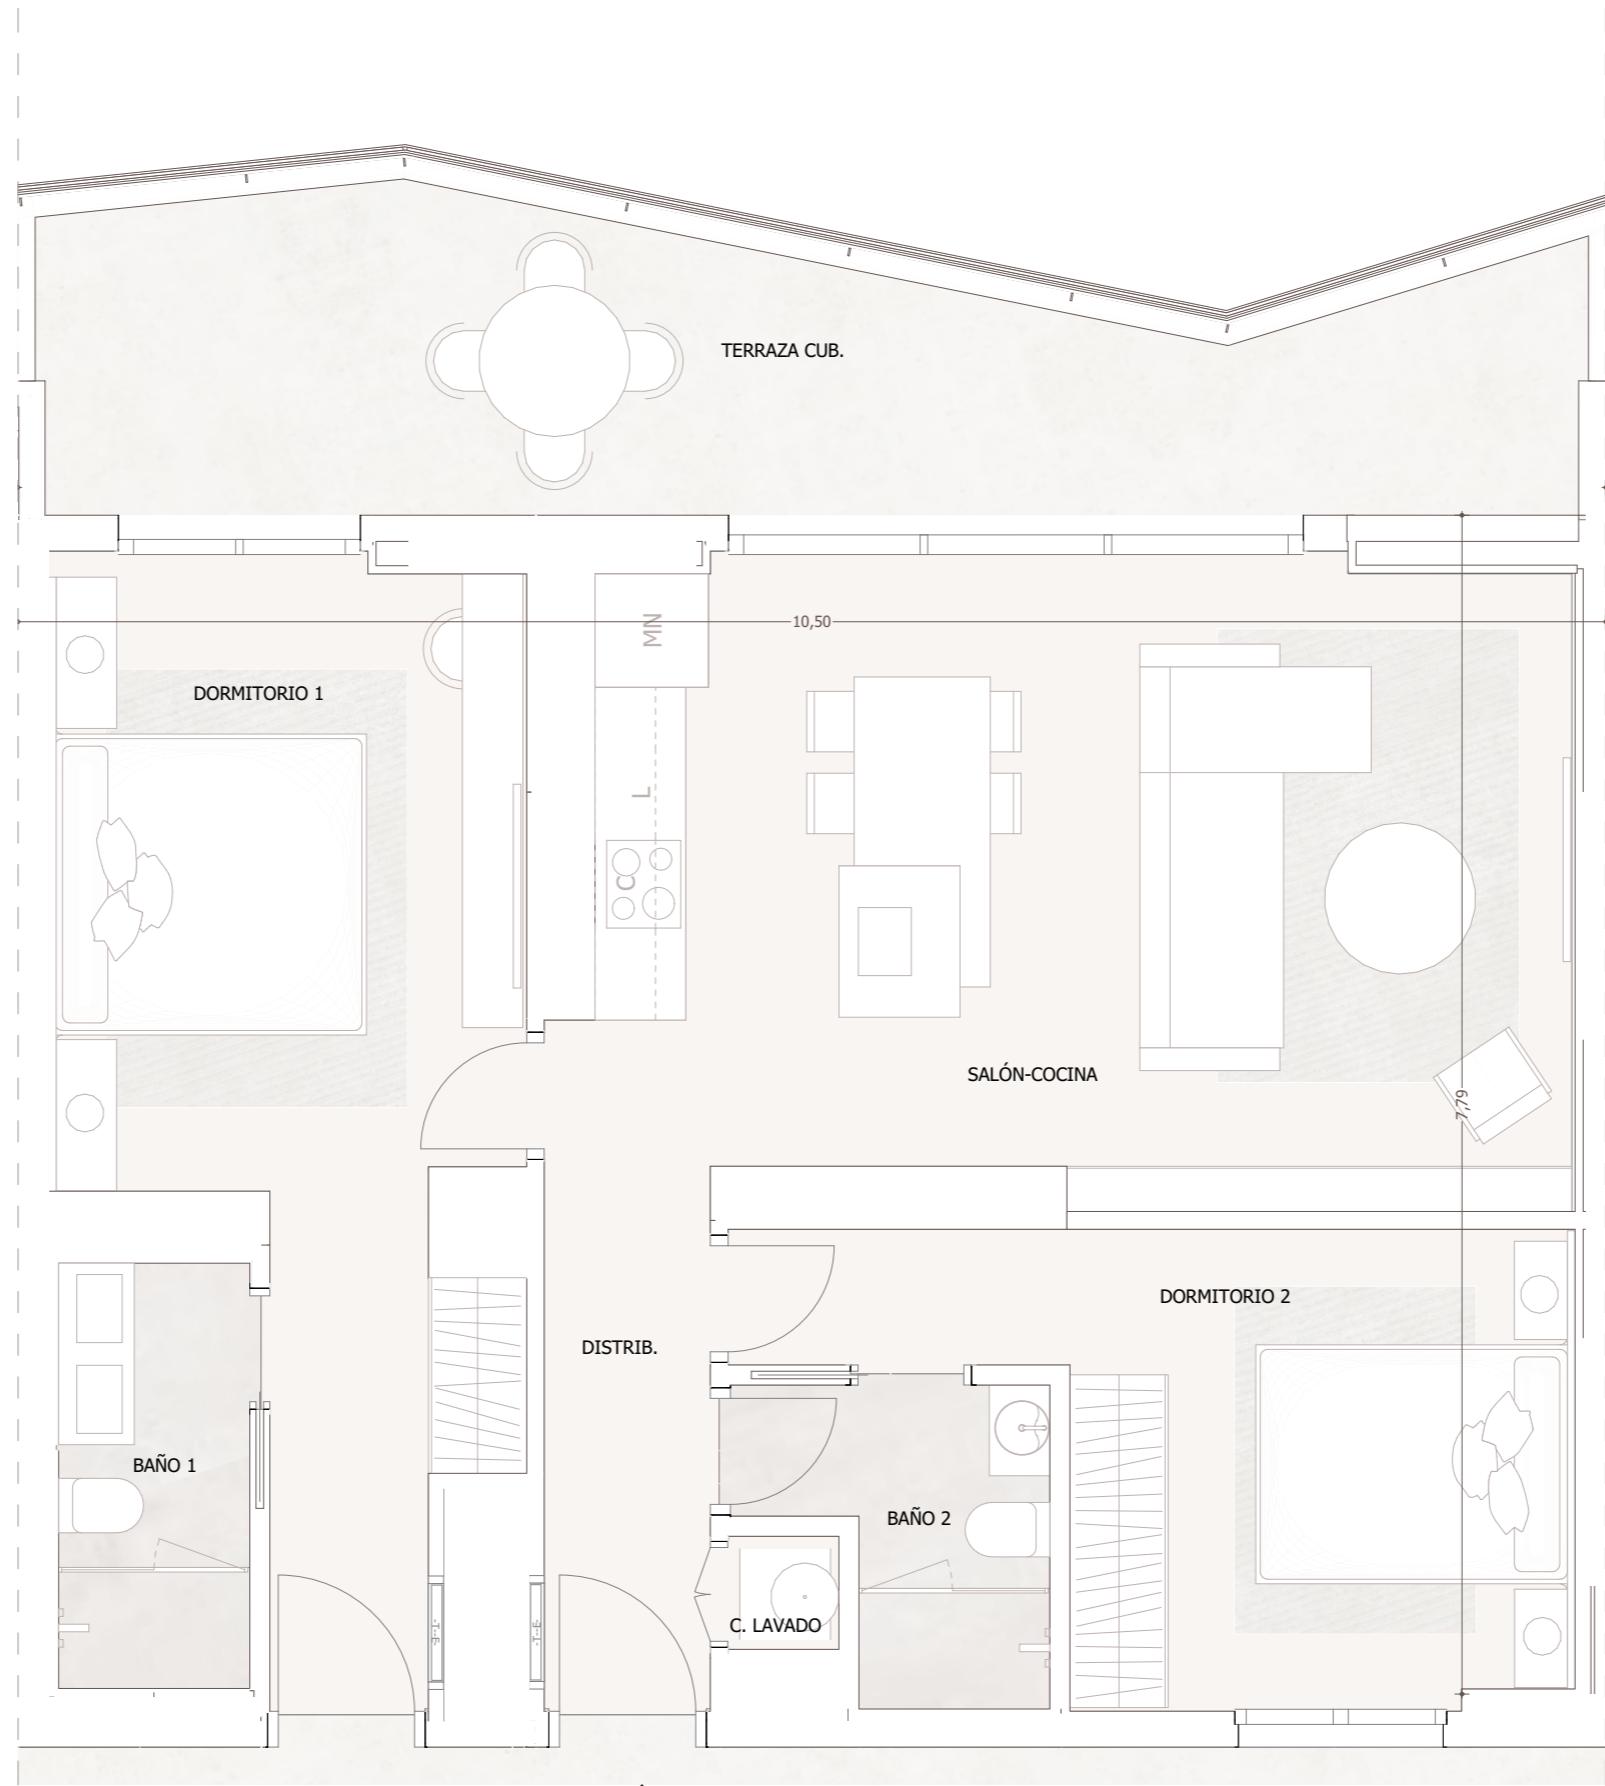 TERRAZA CUB.
10,50
MN
DORMITORIO 1
L
C
SALÓN-COCINA
7,79
DORMITORIO 2
DISTRIB.
BAÑO 1
BAÑO 2
C. LAVADO
-T--E-
-T--E-